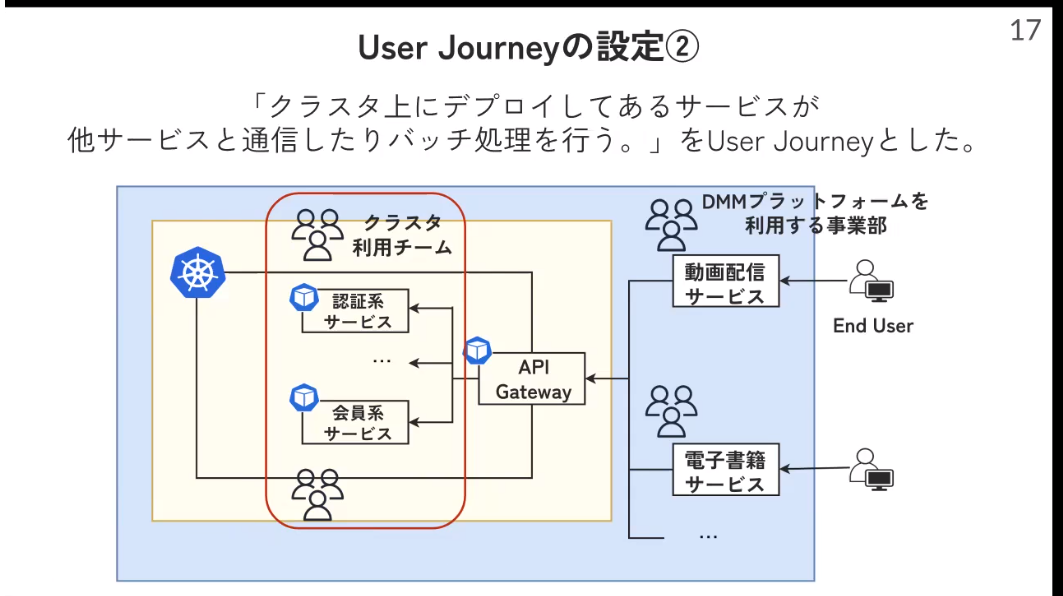 17
User Journeyの設定②
「クラスタ上にデプロイしてあるサービスが
他サービスと通信したりバッチ処理を行う。」をUser Journeyとした。
クラスタ
利用チーム
DMMプラットフォームを
利用する事業部
認証系
サービス
…
会員系
サービス
API
Gateway
動画配信
サービス
End User
電子書籍
サービス
…